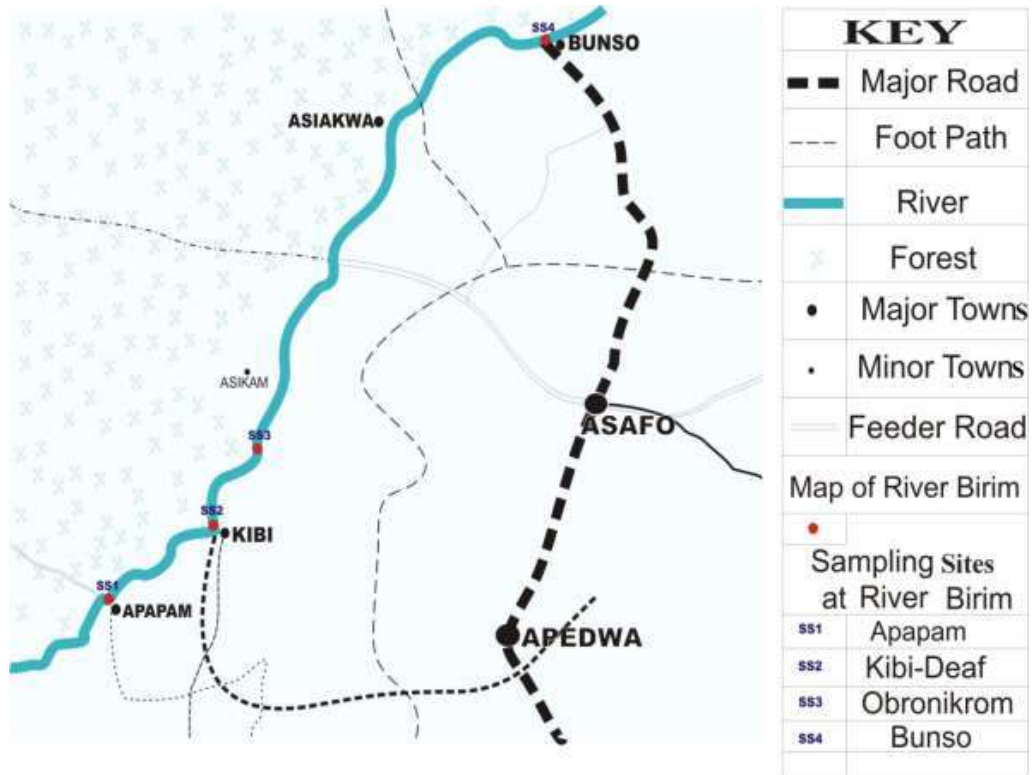 SS4
BUNSO
ASIAKWA
ASIKAM
ASAFO
SS3
SS2
KIBI
SS1
APAPAM
APEDWA
KEY
Major Road
Foot Path
River
Forest
Major Towns
Minor Towns
Feeder Road
Map of River Birim
Sampling Sites
at River Birim
SS1 Apapam
SS2 Kibi-Deaf
SS3 Obronikrom
SS4 Bunso